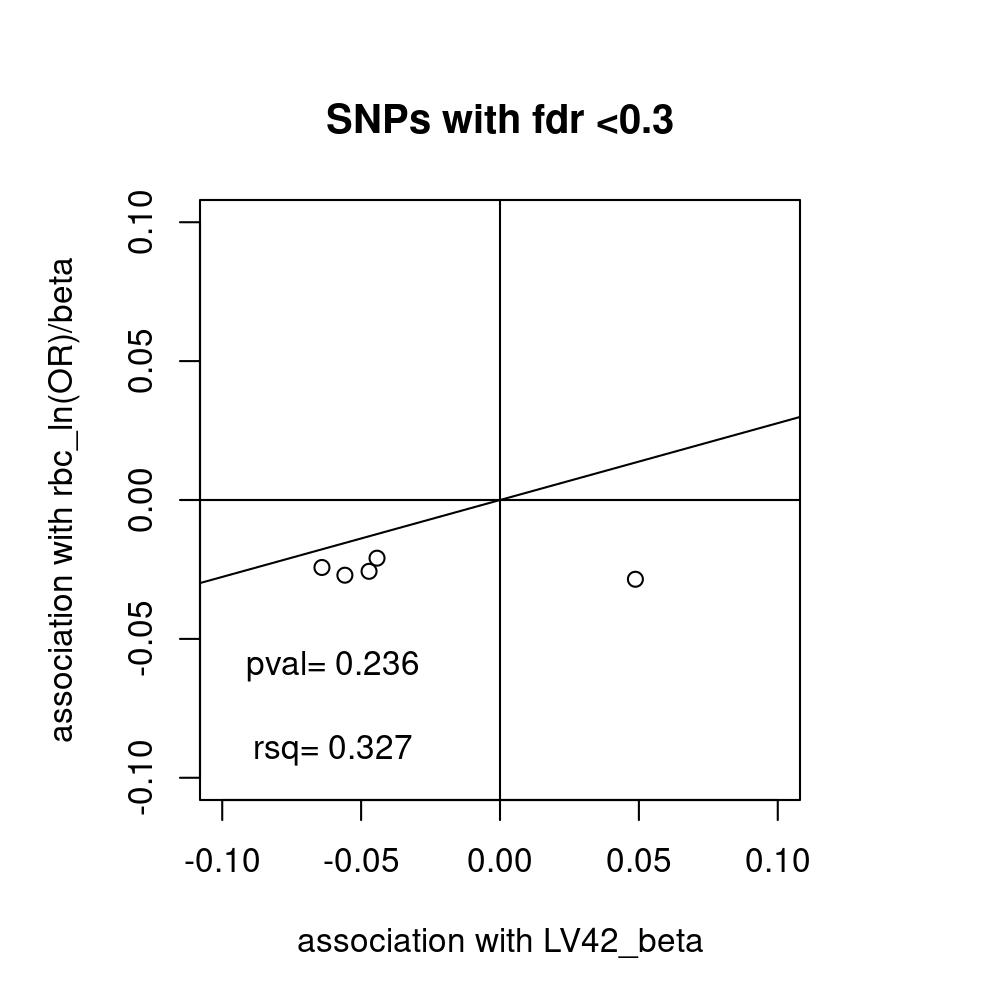 SNPs with fdr <0.3
association with rbc_ln(OR)/beta
0.10
0.05
0.00
-0.05
-0.10
pval= 0.236
rsq= 0.327
-0.10 -0.05 0.00 0.05 0.10
association with LV42_beta